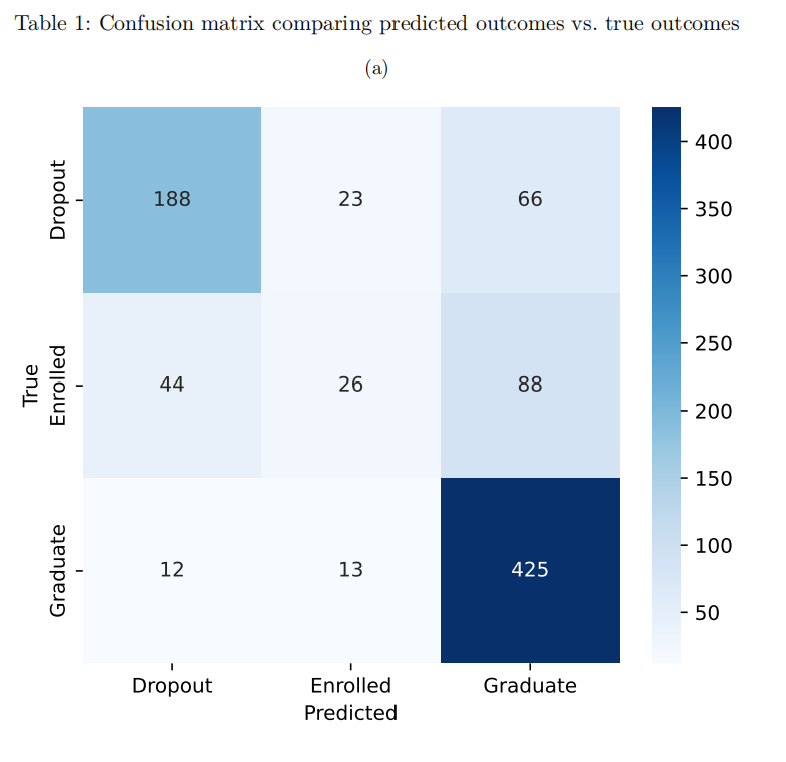 Table 1: Confusion matrix comparing predicted outcomes vs. true outcomes
(a)
True
Dropout
188 23 66
Enrolled
44 26 88
Graduate
12 13 425
Dropout Enrolled Graduate
Predicted
400
350
300
250
200
150
100
50